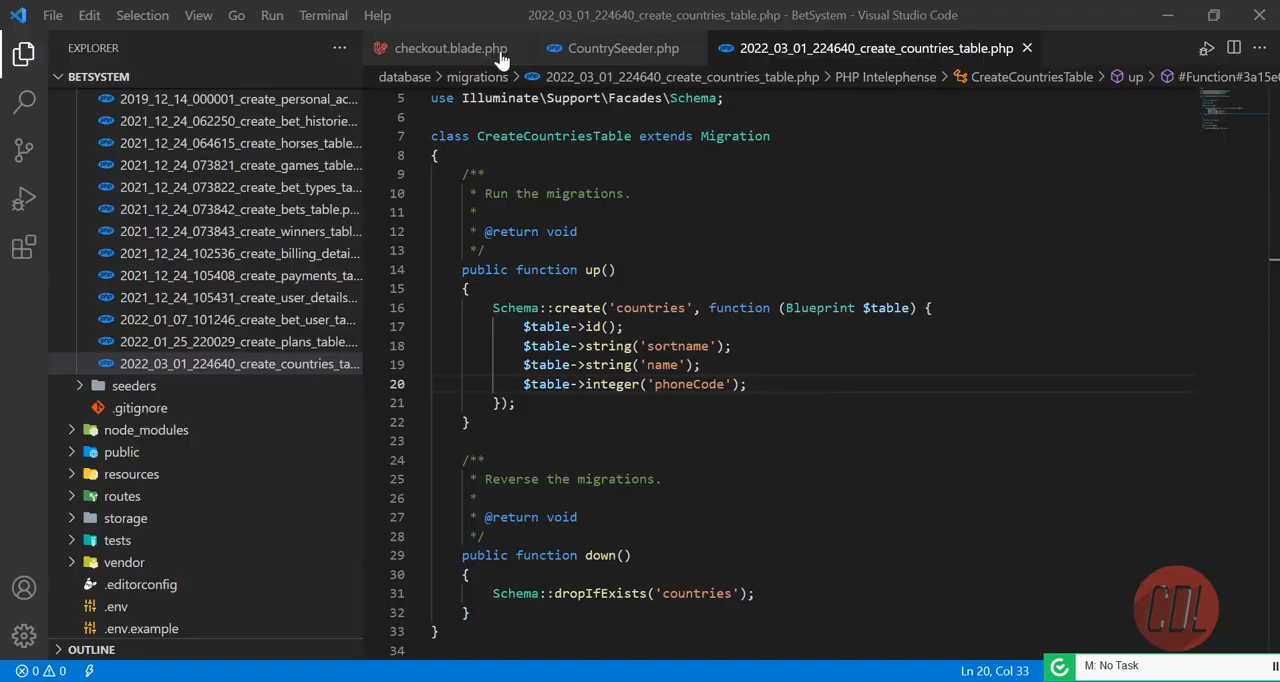 File Edit Selection View Go Run Terminal Help
2022_03_01_224640_create_countries_table.php - BetSystem - Visual Studio Code
EXPLORER
checkout.blade.php
CountrySeeder.php
2022_03_01_224640_create_countries_table.php
BETSYSTEM
database > migrations > 2022_03_01_224640_create_countries_table.php > PHP Intelephense > CreateCountriesTable > up > #Function#3a15e
2019_12_14_000001_create_personal_ac...
2021_12_24_062250_create_bet_historie...
2021_12_24_064615_create_horses_table...
2021_12_24_073821_create_games_table...
2021_12_24_073822_create_bet_types_ta...
2021_12_24_073842_create_bets_table.p...
2021_12_24_073843_create_winners_tabl...
2021_12_24_102536_create_billing_detai...
2021_12_24_105408_create_payments_ta...
2021_12_24_105431_create_user_details...
2022_01_07_101246_create_bet_user_ta...
2022_01_25_220029_create_plans_table....
2022_03_01_224640_create_countries_ta...
seeders
.gitignore
node_modules
public
resources
routes
storage
tests
vendor
.editorconfig
.env
.env.example
OUTLINE
5 use Illuminate\Support\Facades\Schema;
6
7 class CreateCountriesTable extends Migration
8 {
9 /**
10 * Run the migrations.
11 *
12 * @return void
13 */
14 public function up()
15 {
16 Schema::create('countries', function (Blueprint $table) {
17 $table->id();
18 $table->string('sortname');
19 $table->string('name');
20 $table->integer('phoneCode');
21 });
22 }
23
24 /**
25 * Reverse the migrations.
26 *
27 * @return void
28 */
29 public function down()
30 {
31 Schema::dropIfExists('countries');
32 }
33 }
34
CDL
0 0
Ln 20, Col 33
M: No Task